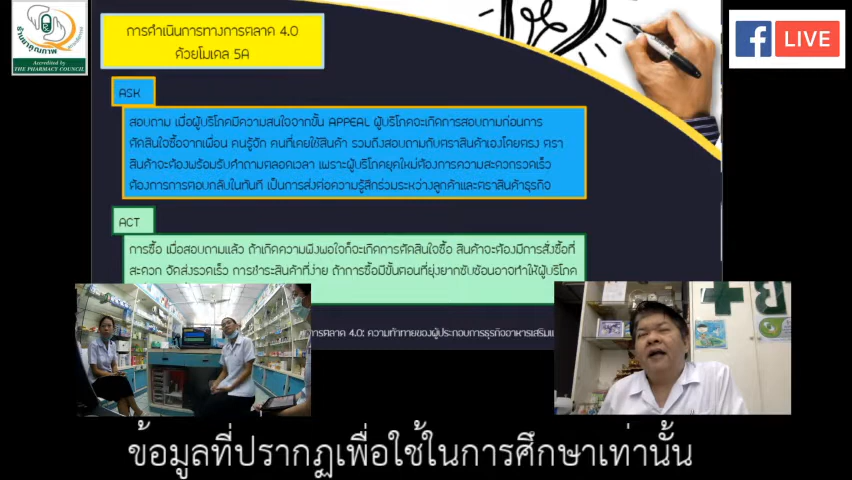 ร้านยาคุณภาพ
Accredited by
THE PHARMACY COUNCIL
การดำเนินการทางการตลาด 4.0
ด้วยโมเดล 5A
f LIVE
ASK
สอบถาม เมื่อผู้บริโภคมีความสนใจจากขั้น APPEAL ผู้บริโภคจะเกิดการสอบถามก่อนการ
ตัดสินใจซื้อจากเพื่อน คนรู้จัก คนที่เคยใช้สินค้า รวมถึงสอบถามกับตราสินค้าเองโดยตรง ตรา
สินค้าจะต้องพร้อมรับคำถามตลอดเวลา เพราะผู้บริโภคยุคใหม่ต้องการความสะดวกรวดเร็ว
ต้องการการตอบกลับในทันที เป็นการส่งต่อความรู้สึกร่วมระหว่างลูกค้าและตราสินค้าธุรกิจ
ACT
การซื้อ เมื่อสอบถามแล้ว ถ้าเกิดความพึงพอใจก็จะเกิดการตัดสินใจซื้อ สินค้าจะต้องมีการสั่งซื้อที่
สะดวก จัดส่งรวดเร็ว การชำระสินค้าที่ง่าย ถ้าการซื้อมีขั้นตอนที่ยุ่งยากซับซ้อนอาจทำให้ผู้บริโภค
การตลาด 4.0: ความท้าทายของผู้ประกอบการธุรกิจอาหารเสริม
ข้อมูลที่ปรากฏเพื่อใช้ในการศึกษาเท่านั้น